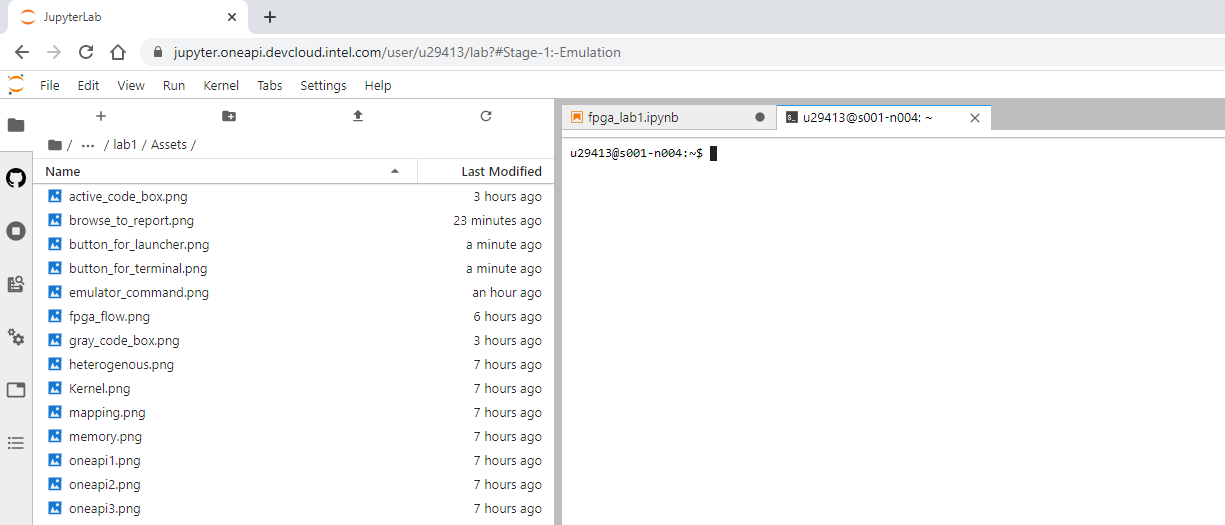 JupyterLab
jupyter.oneapi.devcloud.intel.com/user/u29413/lab?#Stage-1:-Emulation
File Edit View Run Kernel Tabs Settings Help
/ ... / lab1 / Assets /
Name Last Modified
active_code_box.png 3 hours ago
browse_to_report.png 23 minutes ago
button_for_launcher.png a minute ago
button_for_terminal.png a minute ago
emulator_command.png an hour ago
fpga_flow.png 6 hours ago
gray_code_box.png 3 hours ago
heterogenous.png 7 hours ago
Kernel.png 7 hours ago
mapping.png 7 hours ago
memory.png 7 hours ago
oneapi1.png 7 hours ago
oneapi2.png 7 hours ago
oneapi3.png 7 hours ago
fpga_lab1.ipynb u29413@s001-n004: ~
u29413@s001-n004:~$